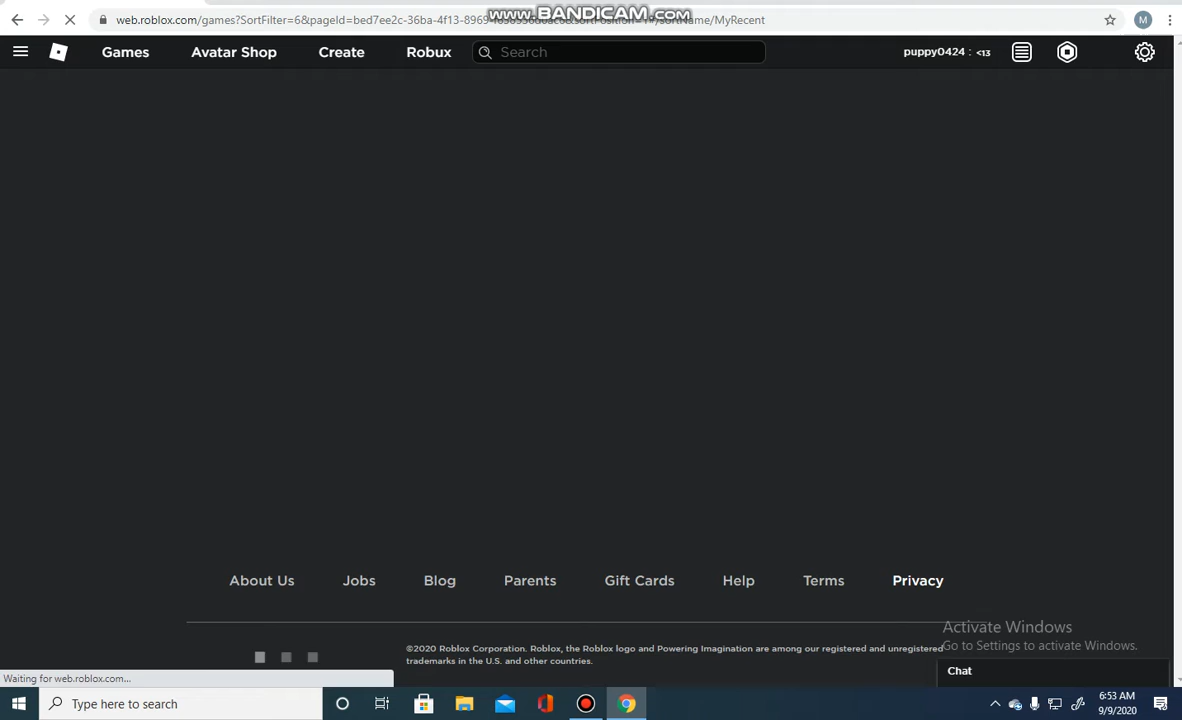 www.BANDICAM.com
web.roblox.com/games?SortFilter=6&pageId=bed7ee2c-36ba-4f13-8969 sortName/MyRecent
M
Games Avatar Shop Create Robux Search puppy0424 : <13
About Us Jobs Blog Parents Gift Cards Help Terms Privacy
Activate Windows
Go to Settings to activate Windows.
©2020 Roblox Corporation. Roblox, the Roblox logo and Powering Imagination are among our registered and unregistered
trademarks in the U.S. and other countries.
Chat
Waiting for web.roblox.com...
Type here to search
6:53 AM
9/9/2020